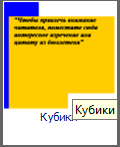 "Чтобы привлечь внимание
читателя, поместите сюда
интересное изречение или
цитату из бюллетеня"
Кубики
Кубики